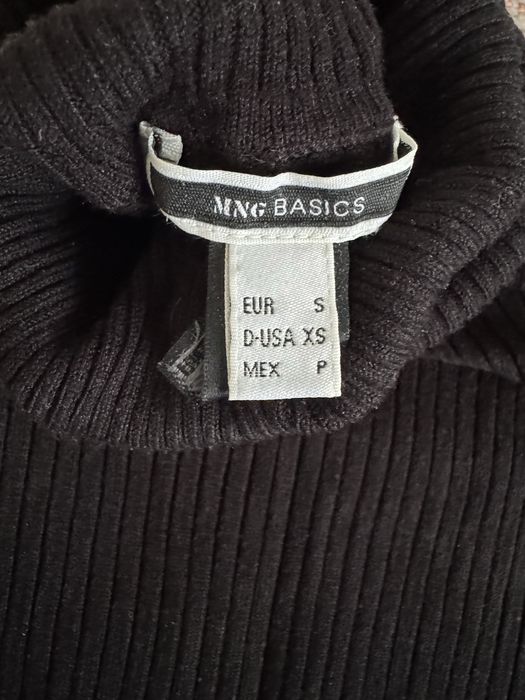 MNG BASICS
EUR S
D-USA XS
MEX P